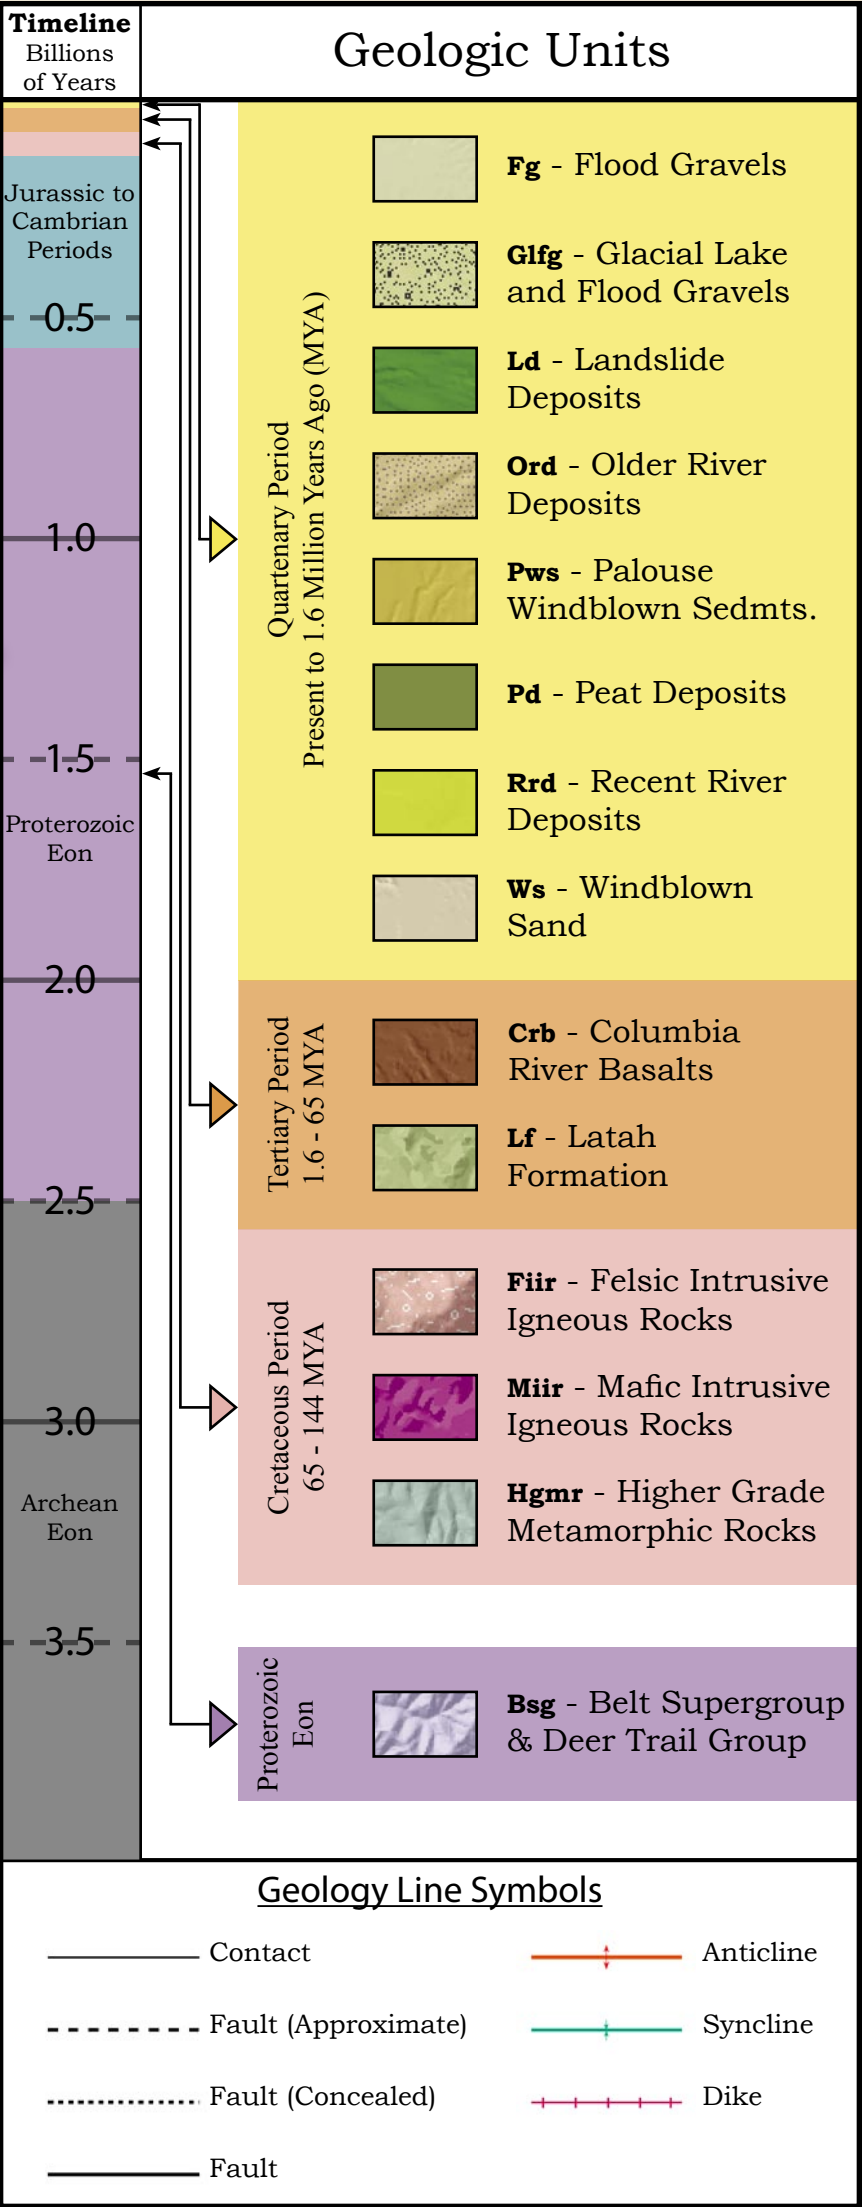 Timeline
Billions
of Years
Geologic Units
Jurassic to
Cambrian
Periods
0.5
1.0
1.5
Proterozoic
Eon
2.0
2.5
3.0
Archean
Eon
3.5
Quartenary Period
Present to 1.6 Million Years Ago (MYA)
Fg - Flood Gravels
Glfg - Glacial Lake
and Flood Gravels
Ld - Landslide
Deposits
Ord - Older River
Deposits
Pws - Palouse
Windblown Sedmts.
Pd - Peat Deposits
Rrd - Recent River
Deposits
Ws - Windblown
Sand
Tertiary Period
1.6 - 65 MYA
Crb - Columbia
River Basalts
Lf - Latah
Formation
Cretaceous Period
65 - 144 MYA
Fiir - Felsic Intrusive
Igneous Rocks
Miir - Mafic Intrusive
Igneous Rocks
Hgmr - Higher Grade
Metamorphic Rocks
Proterozoic
Eon
Bsg - Belt Supergroup
& Deer Trail Group
Geology Line Symbols
Contact
Fault (Approximate)
Fault (Concealed)
Fault
Anticline
Syncline
Dike